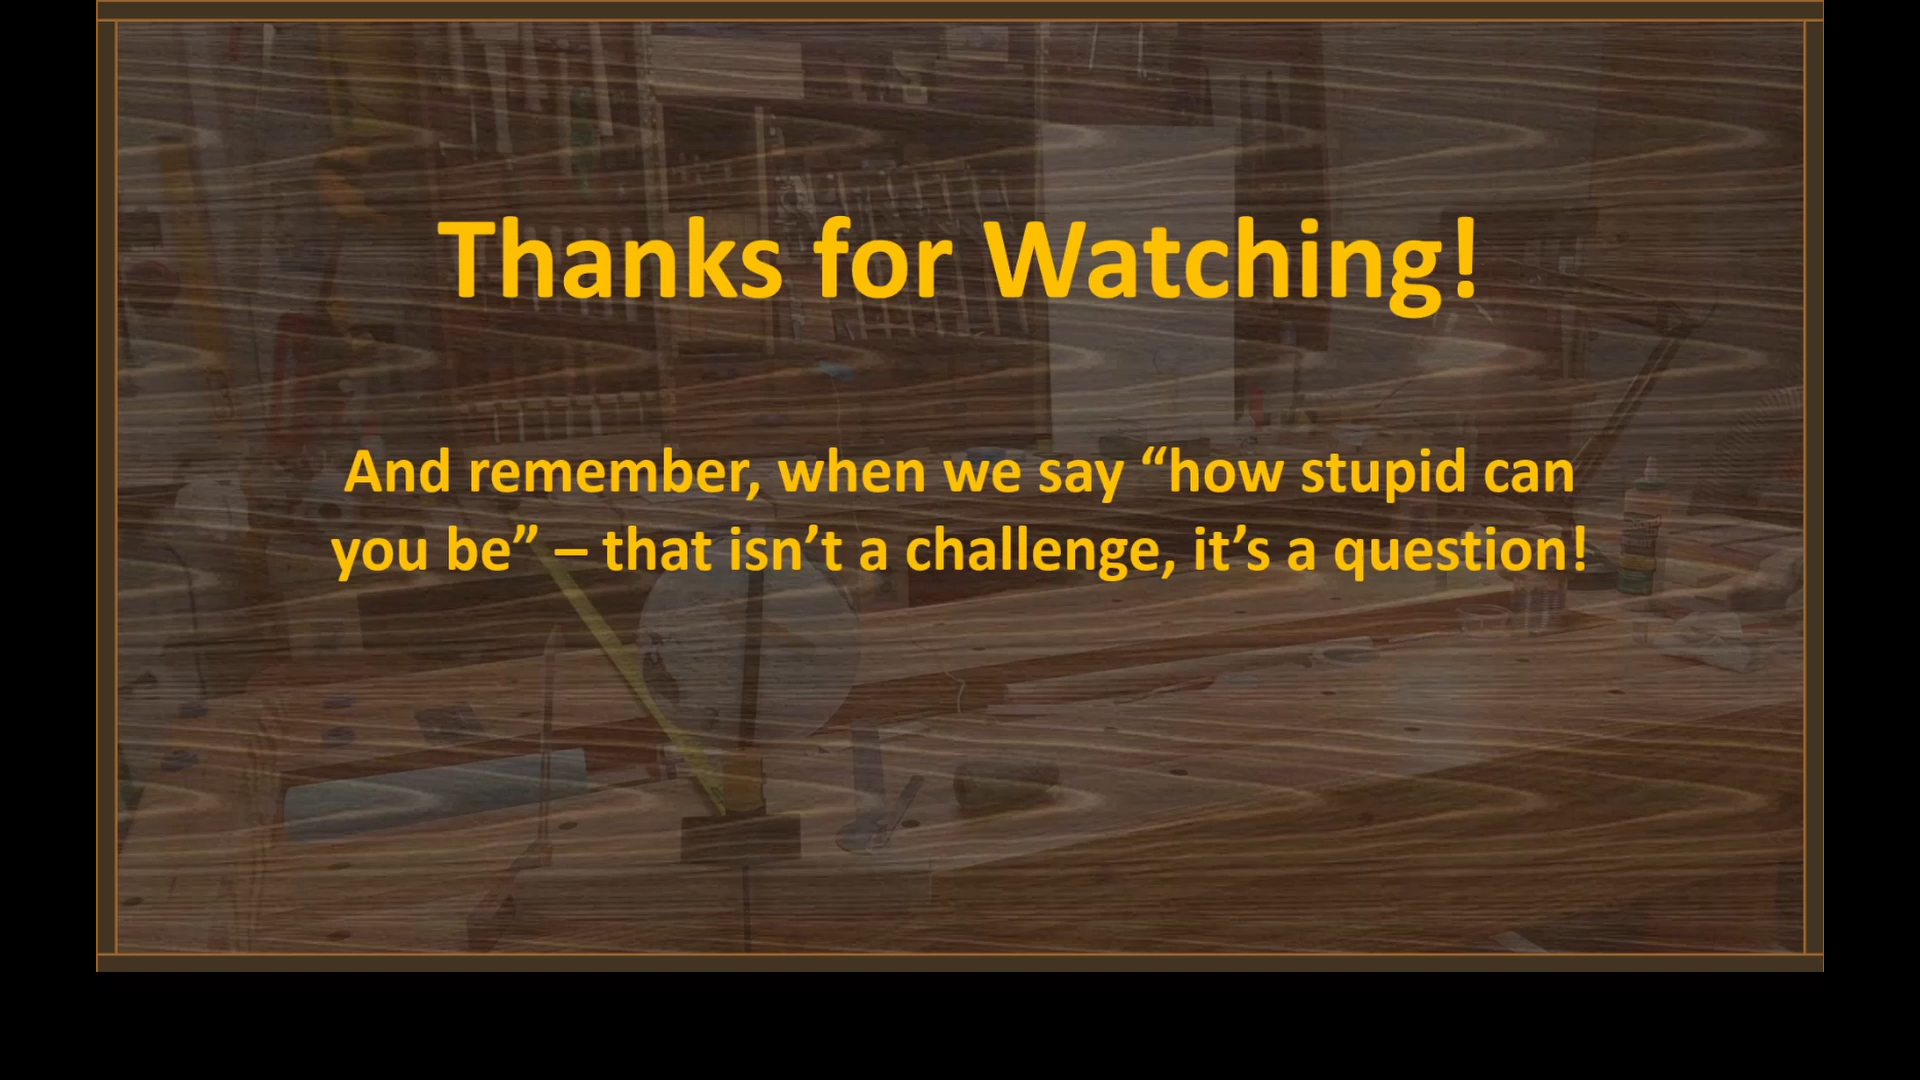 Thanks for Watching!
And remember, when we say “how stupid can
you be” – that isn’t a challenge, it’s a question!